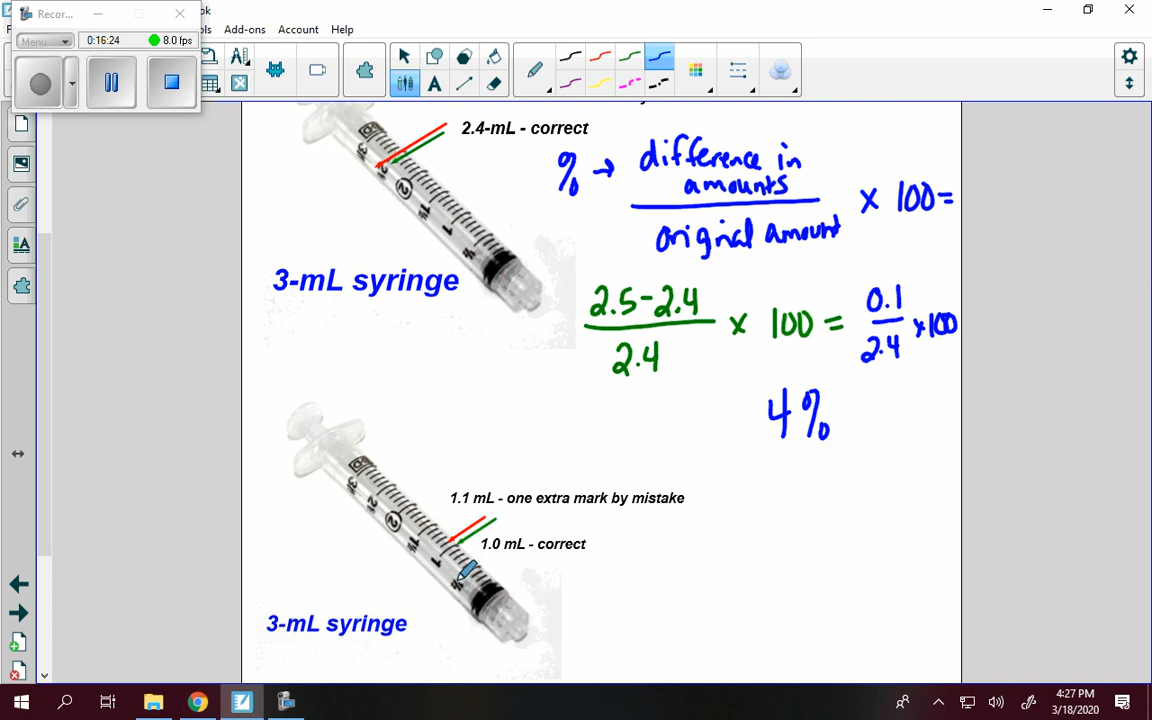 Recor...
ok
Menu
0:16:24
8.0 fps
ols Add-ons Account Help
2.4-mL - correct
% → difference in
amounts
original amount
x 100 =
3-mL syringe
2.5 - 2.4
2.4
x 100 =
0.1
2.4
x100
4%
1.1 mL - one extra mark by mistake
1.0 mL - correct
3-mL syringe
4:27 PM
3/18/2020